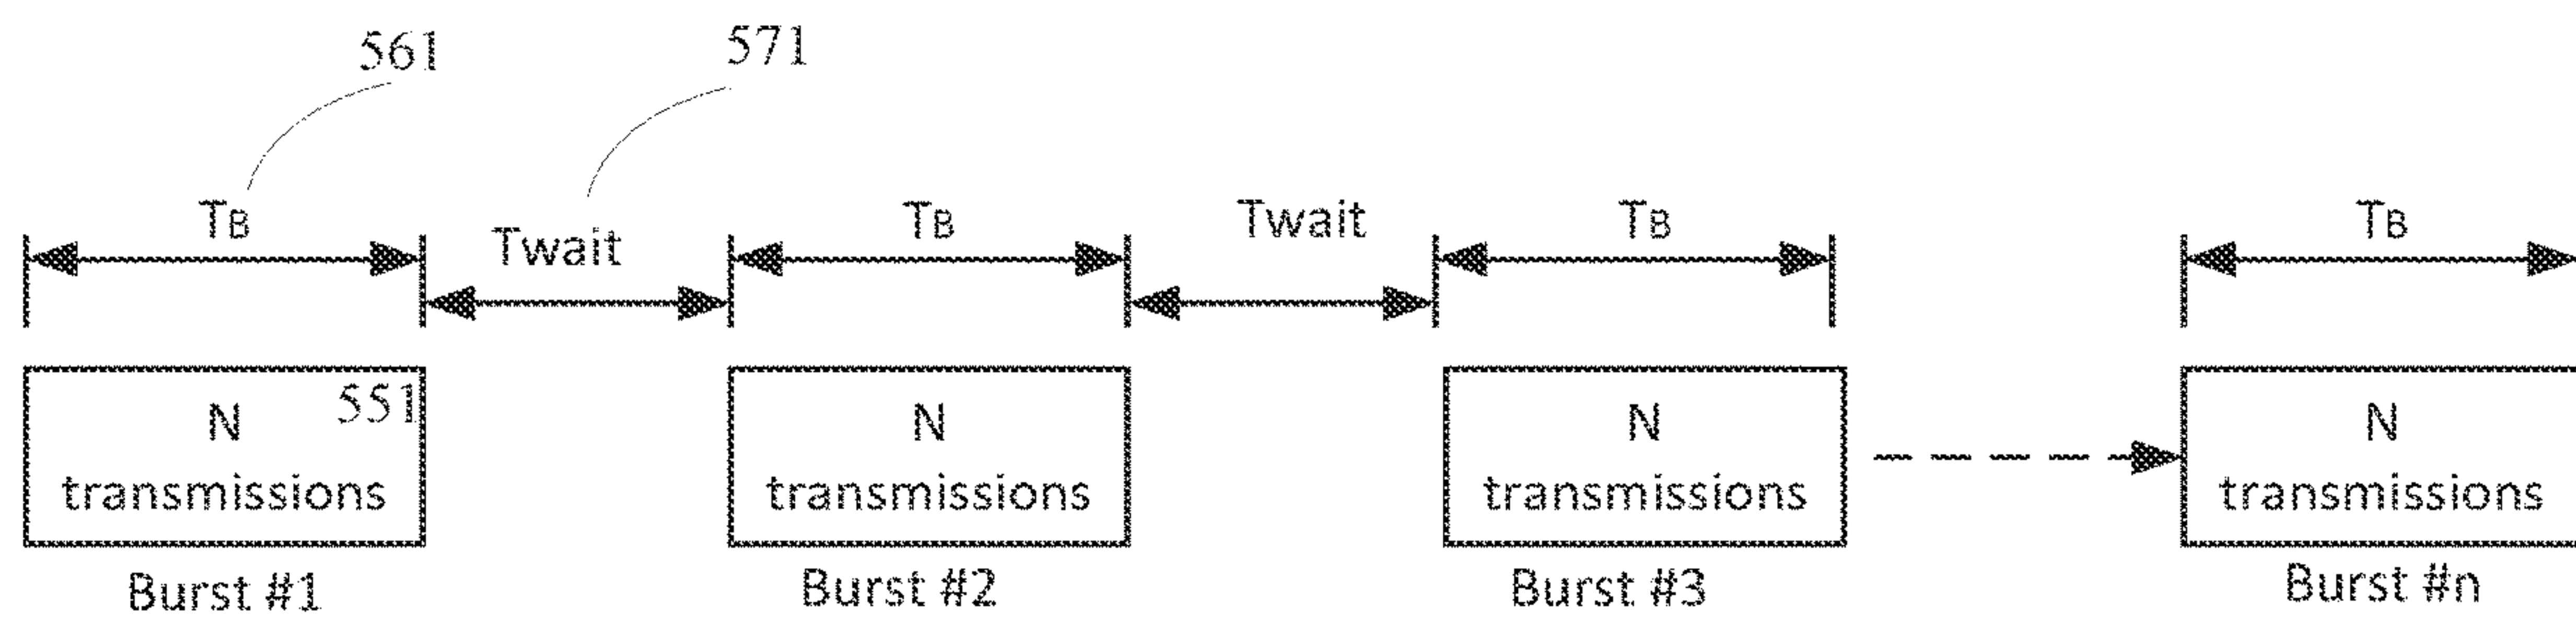 561 571
TB Twait TB Twait TB TB
N 551 N N N
transmissions transmissions transmissions transmissions
Burst #1 Burst #2 Burst #3 Burst #n